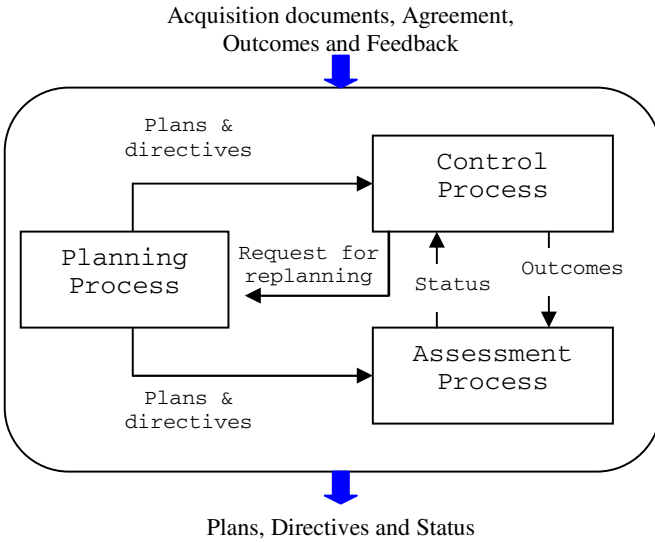 Acquisition documents, Agreement,
Outcomes and Feedback
Plans &
directives
Control
Process
Planning
Process
Request for
replanning
Status
Outcomes
Assessment
Process
Plans &
directives
Plans, Directives and Status